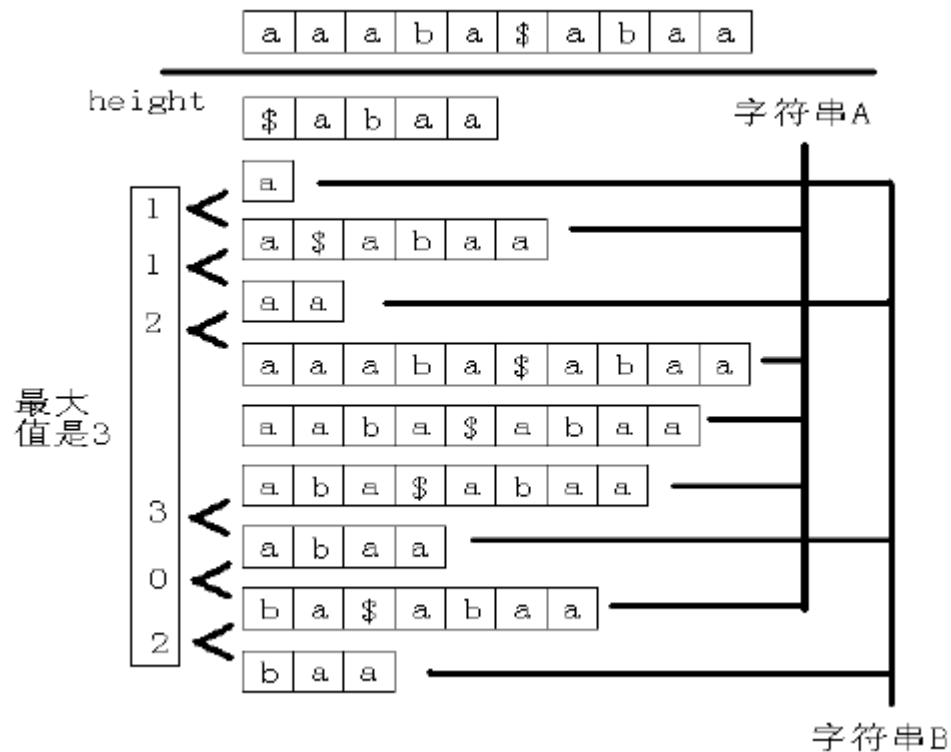 a a a b a $ a b a a
height
字符串A
$ a b a a
a
1
a $ a b a a
1
a a
2
a a a b a $ a b a a
最大
值是3
a a b a $ a b a a
a b a $ a b a a
3
a b a a
0
b a $ a b a a
2
b a a
字符串B